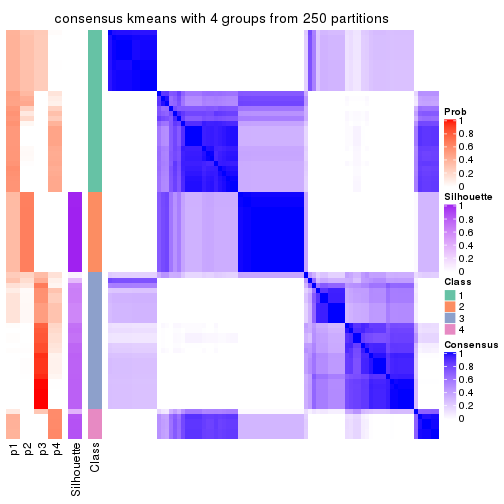 consensus kmeans with 4 groups from 250 partitions
Prob
1
0.8
0.6
0.4
0.2
0
Silhouette
1
0.8
0.6
0.4
0.2
0
Class
1
2
3
4
Consensus
1
0.8
0.6
0.4
0.2
0
p1
p2
p3
p4
Silhouette
Class